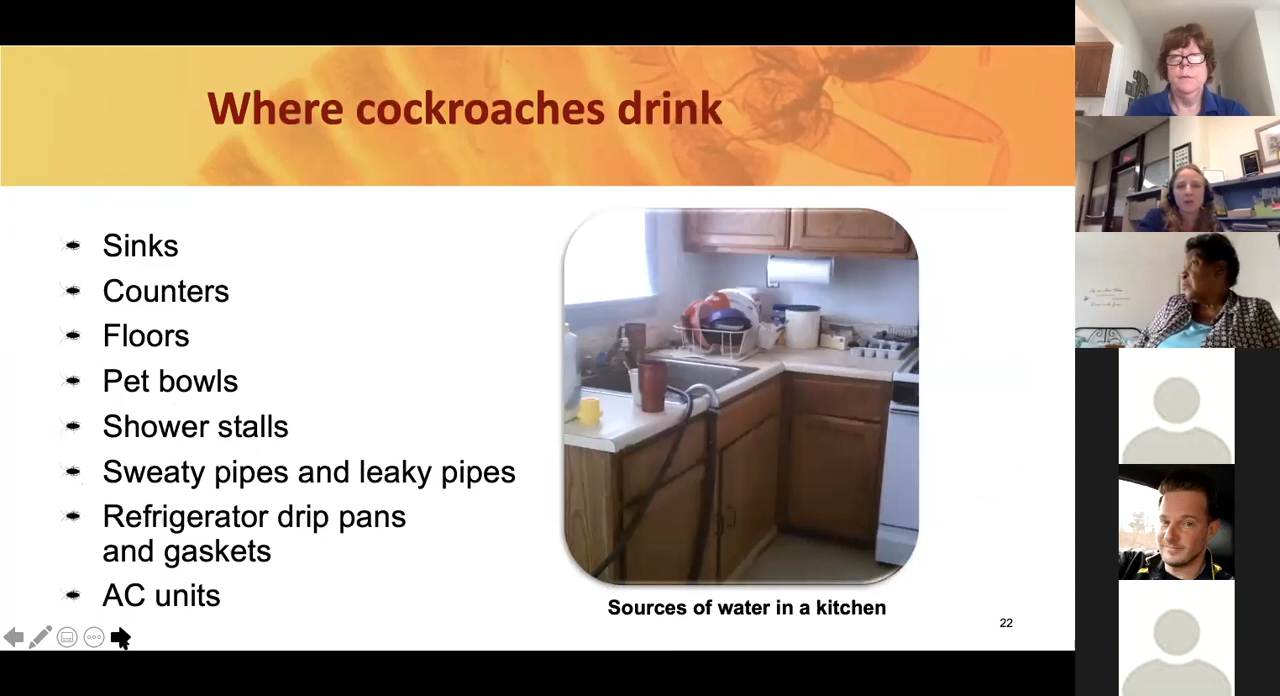 Where cockroaches drink
Sinks
Counters
Floors
Pet bowls
Shower stalls
Sweaty pipes and leaky pipes
Refrigerator drip pans
and gaskets
AC units
Sources of water in a kitchen
22